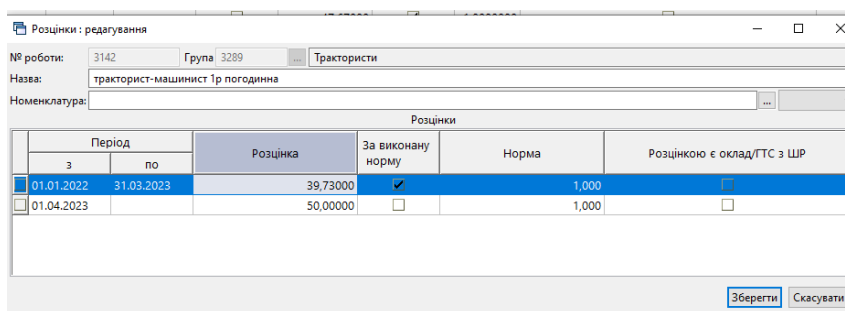 Розцінки : редагування
№ роботи: 3142 Група 3289 ... Трактористи
Назва: тракторист-машинист 1р погодинна
Номенклатура: ...
Розцінки
Період Розцінка За виконану норму Норма Розцінкою є оклад/ГТС з ШР
з по
01.01.2022 31.03.2023 39,73000 1,000
01.04.2023 50,00000 1,000
Зберегти Скасувати